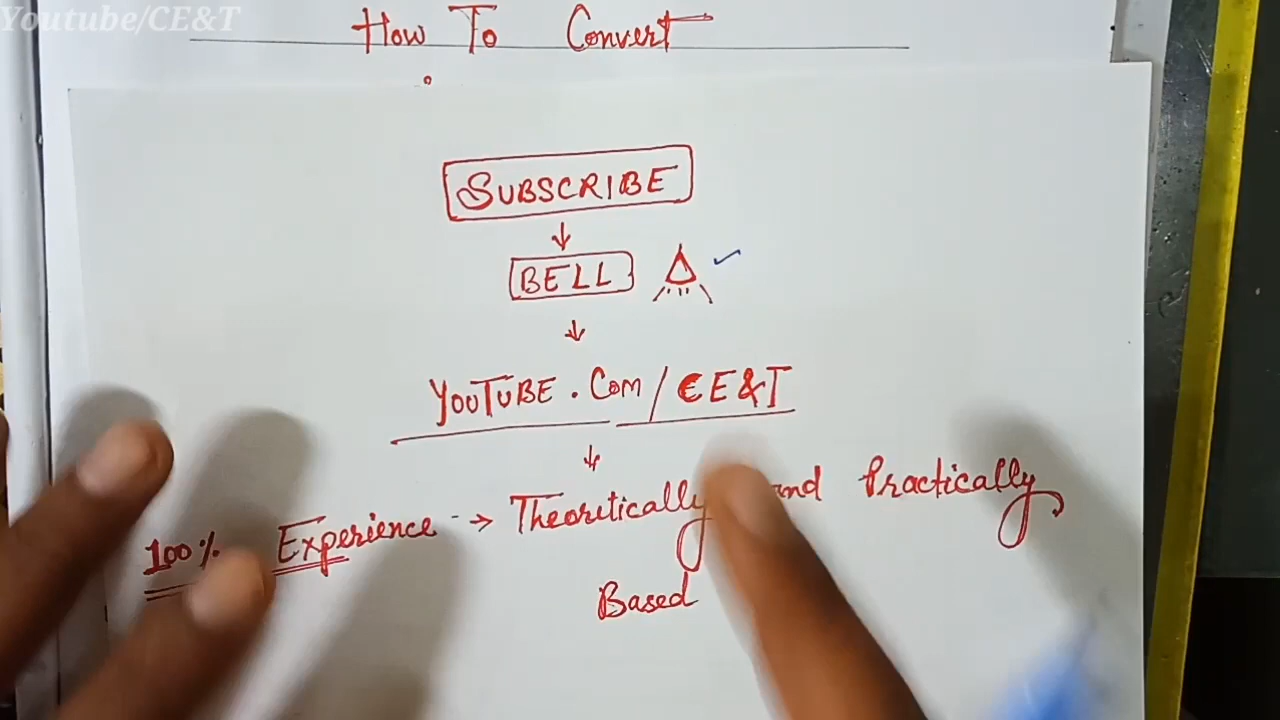 Youtube/CE&T
How To Convert
SUBSCRIBE
BELL
YOUTUBE.COM/CE&T
100% Experience → Theoritically and Practically
Based